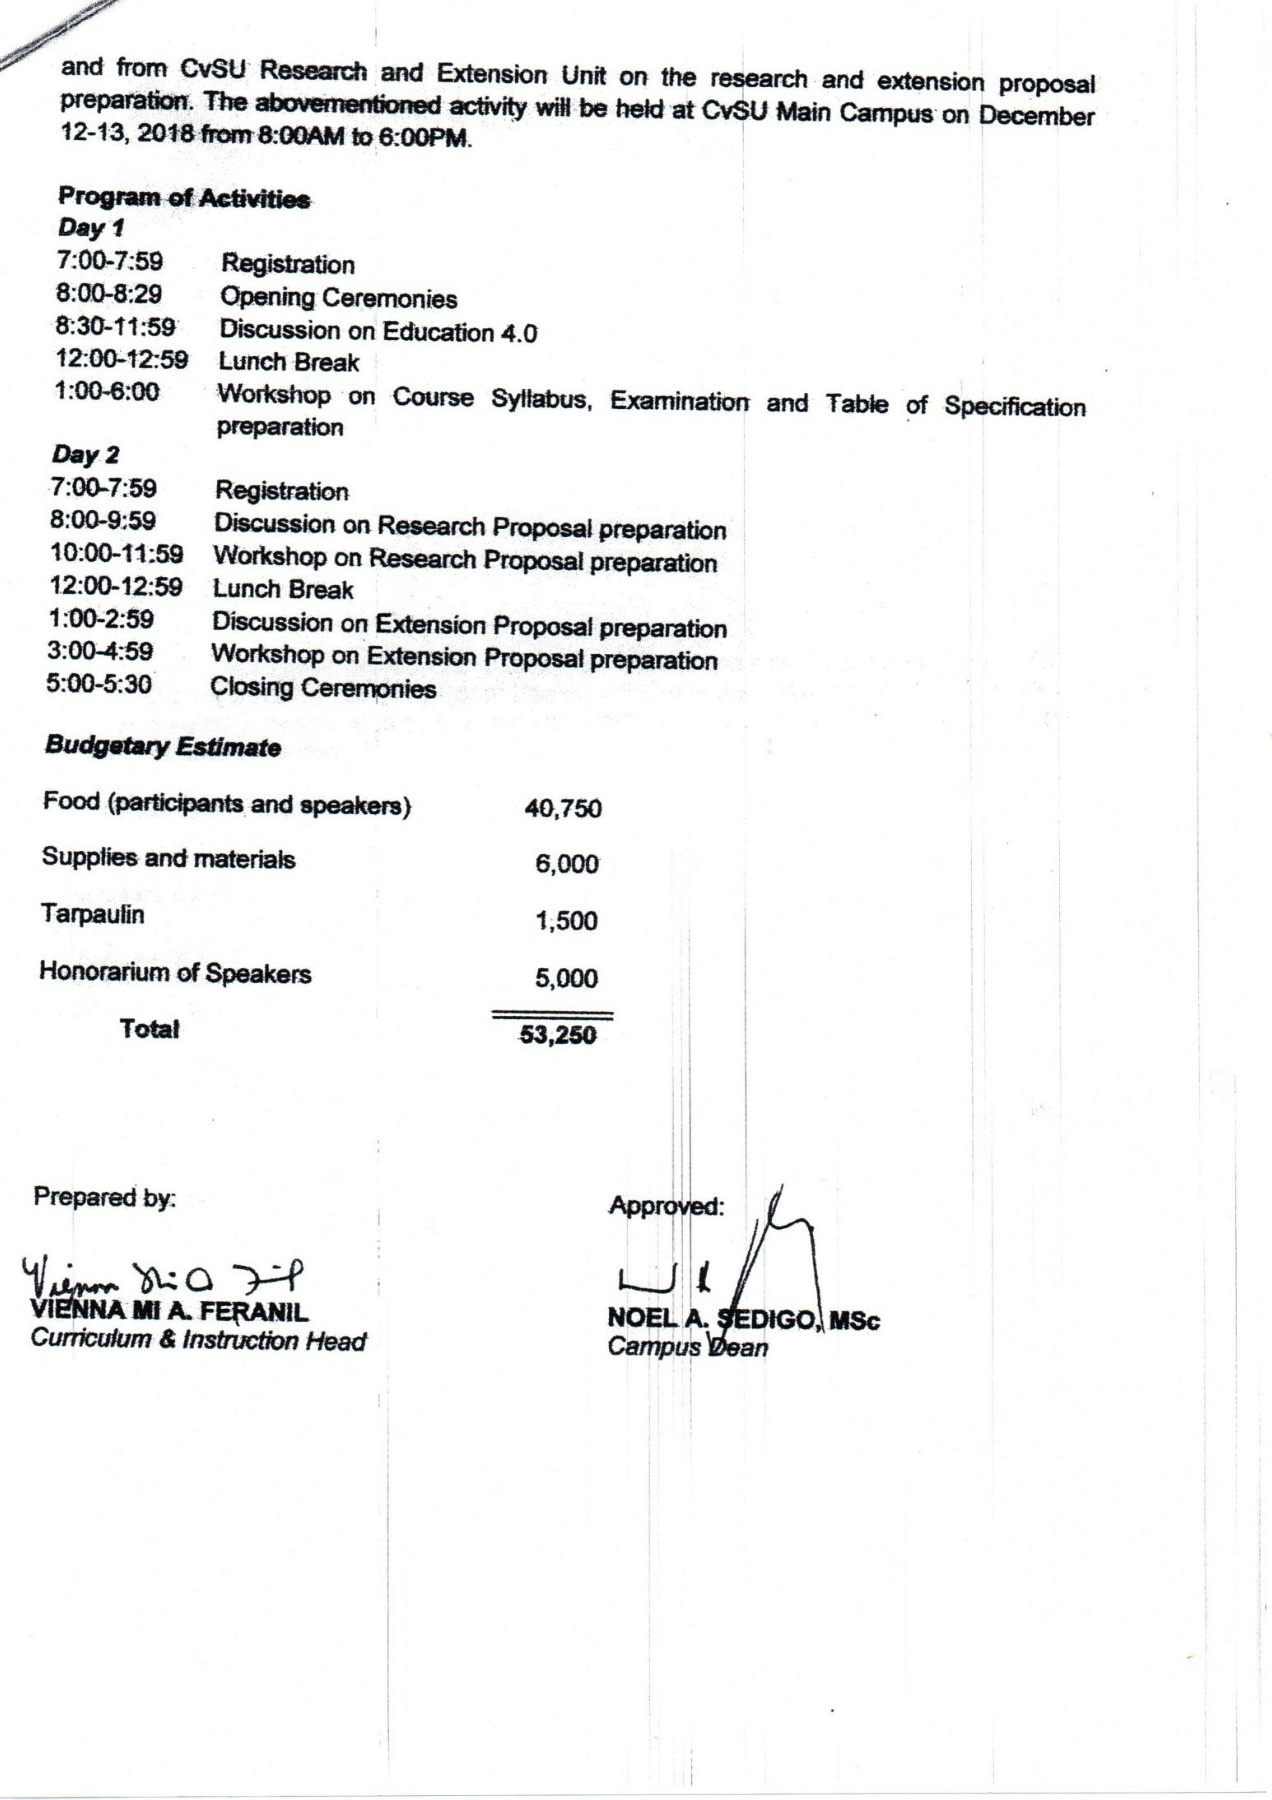 and from CvSU Research and Extension Unit on the research and extension proposal
preparation. The abovementioned activity will be held at CvSU Main Campus on December
12-13, 2018 from 8:00AM to 6:00PM.
Program of Activities
Day 1
7:00-7:59 Registration
8:00-8:29 Opening Ceremonies
8:30-11:59 Discussion on Education 4.0
12:00-12:59 Lunch Break
1:00-6:00 Workshop on Course Syllabus, Examination and Table of Specification
preparation
Day 2
7:00-7:59 Registration
8:00-9:59 Discussion on Research Proposal preparation
10:00-11:59 Workshop on Research Proposal preparation
12:00-12:59 Lunch Break
1:00-2:59 Discussion on Extension Proposal preparation
3:00-4:59 Workshop on Extension Proposal preparation
5:00-5:30 Closing Ceremonies
Budgetary Estimate
Food (participants and speakers) 40,750
Supplies and materials 6,000
Tarpaulin 1,500
Honorarium of Speakers 5,000
Total 53,250
Prepared by: Approved:
VIENNA MI A. FERANIL NOEL A. SEDIGO, MSc
Curriculum & Instruction Head Campus Dean